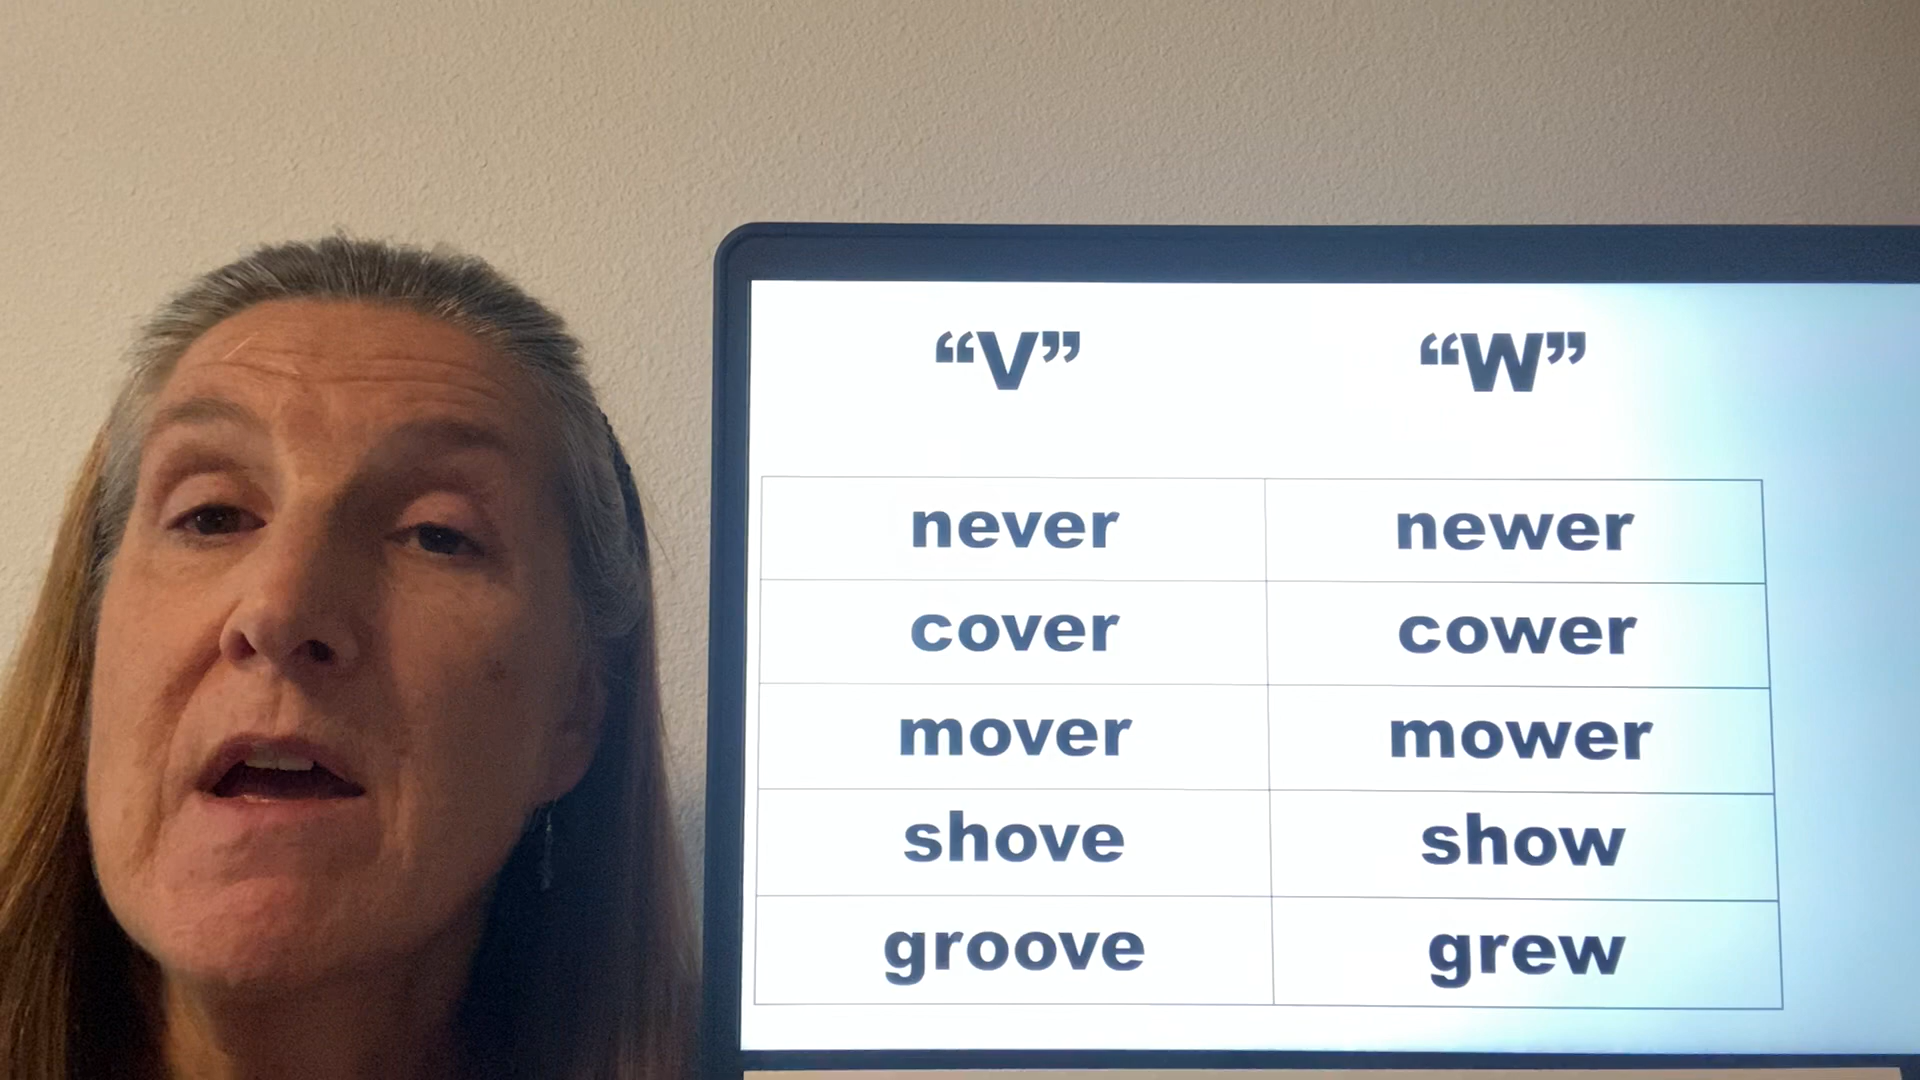 “V” “W”
never newer
cover cower
mover mower
shove show
groove grew